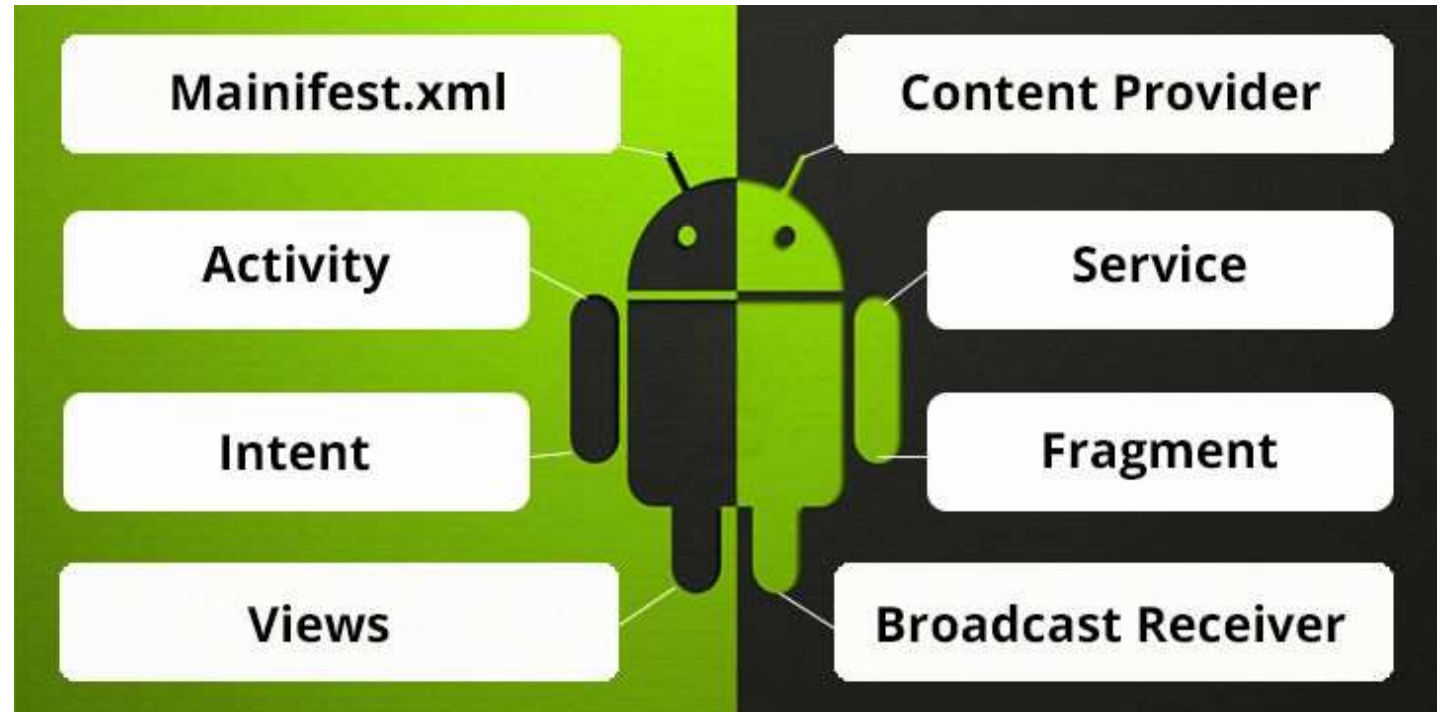 Mainifest.xml
Content Provider
Activity
Service
Intent
Fragment
Views
Broadcast Receiver